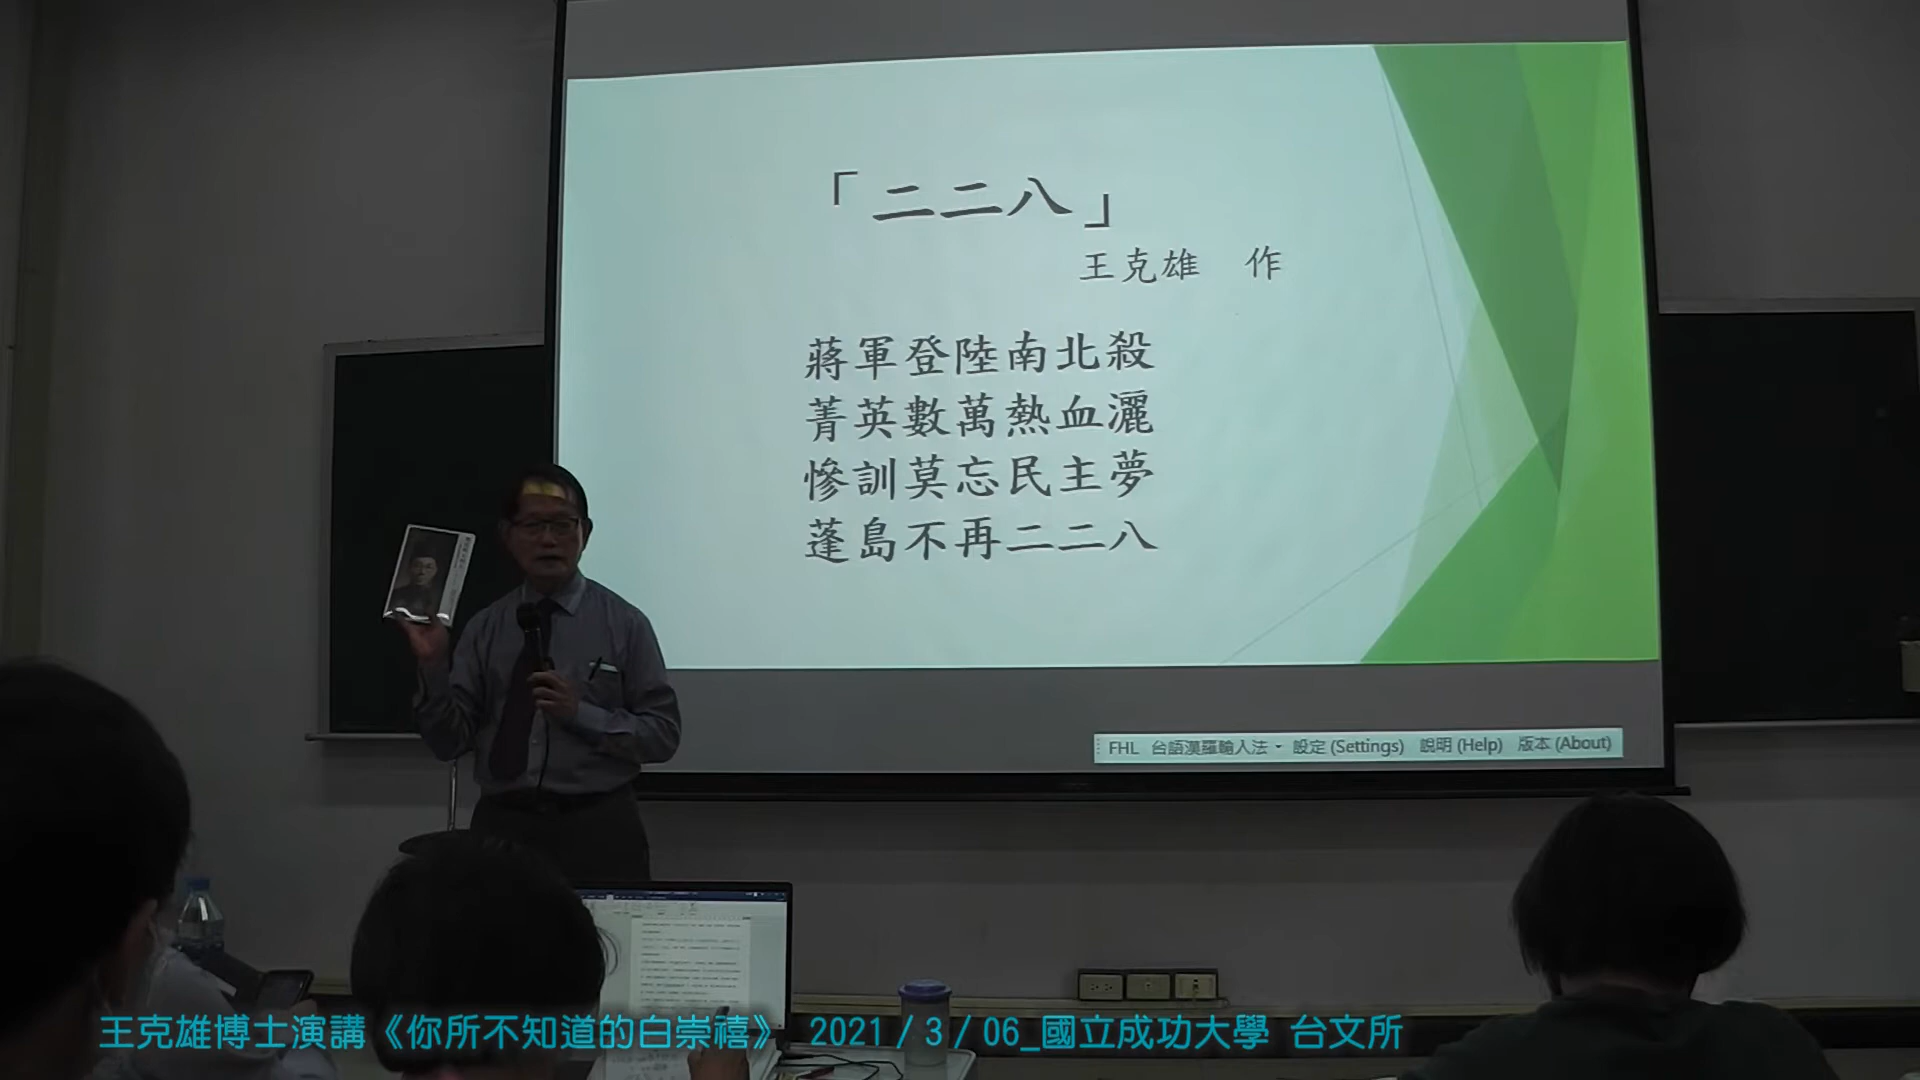 「二二八」
王克雄 作
蔣軍登陸南北殺
菁英數萬熱血灑
慘訓莫忘民主夢
蓬島不再二二八
FHL 台語漢羅輸入法 設定 (Settings) 說明 (Help) 版本 (About)
王克雄博士演講《你所不知道的白崇禧》 2021 / 3 / 06_國立成功大學 台文所